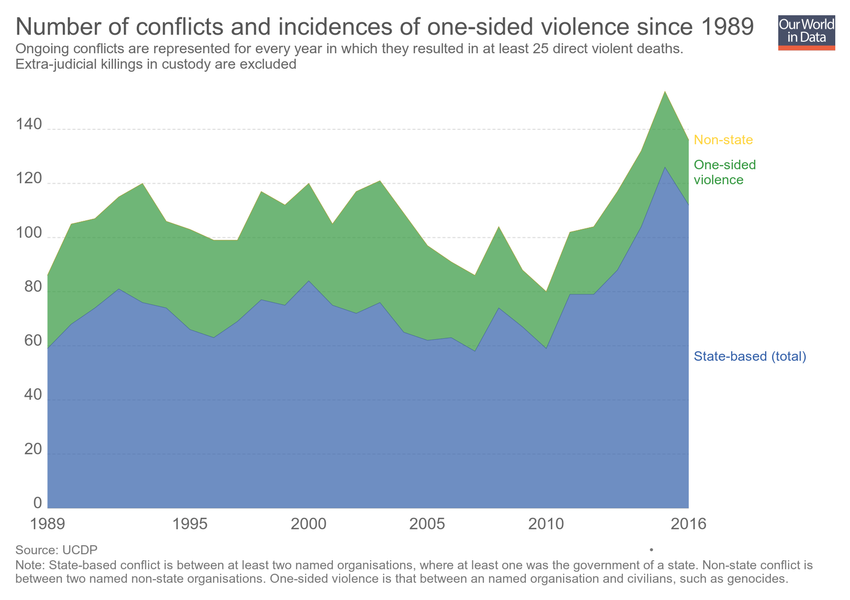 Number of conflicts and incidences of one-sided violence since 1989
Our World
in Data
Ongoing conflicts are represented for every year in which they resulted in at least 25 direct violent deaths.
Extra-judicial killings in custody are excluded
140
120
100
80
60
40
20
0
Non-state
One-sided
violence
State-based (total)
1989 1995 2000 2005 2010 2016
Source: UCDP
Note: State-based conflict is between at least two named organisations, where at least one was the government of a state. Non-state conflict is
between two named non-state organisations. One-sided violence is that between an named organisation and civilians, such as genocides.